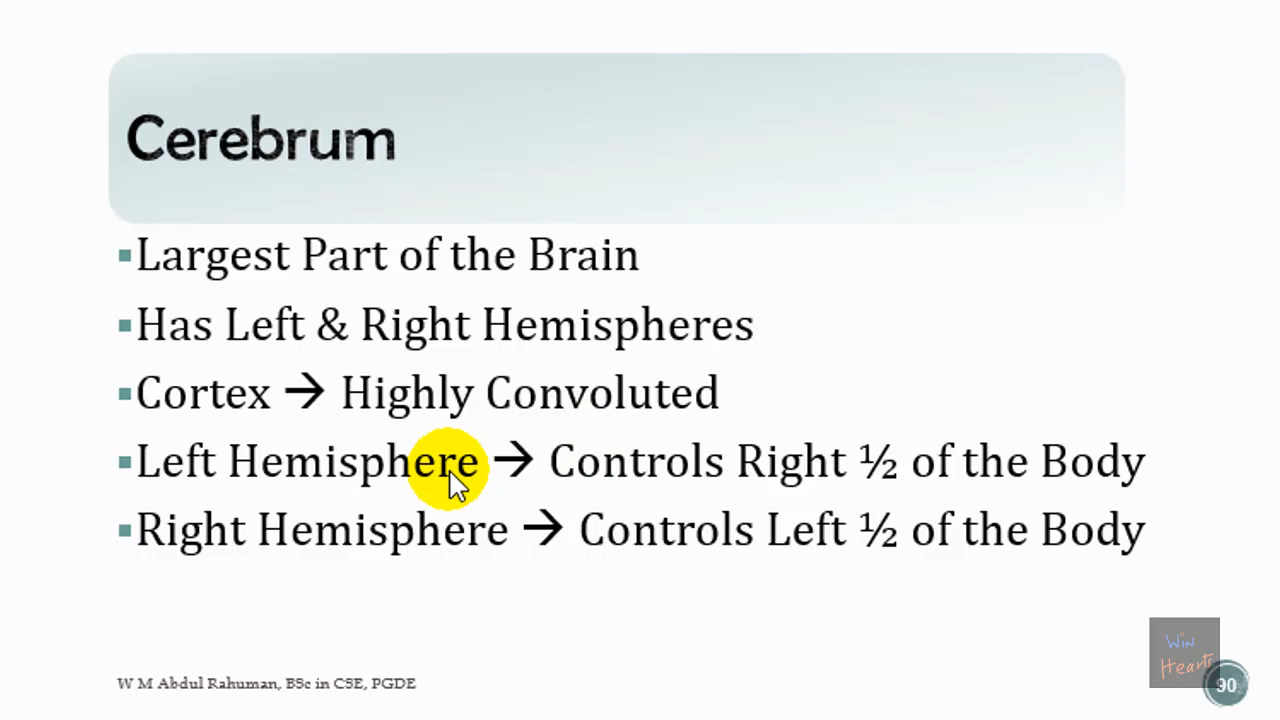 Cerebrum
▪Largest Part of the Brain
▪Has Left & Right Hemispheres
▪Cortex → Highly Convoluted
▪Left Hemisphere → Controls Right ½ of the Body
▪Right Hemisphere → Controls Left ½ of the Body
Win
Hearts
W M Abdul Rahuman, BSc in CSE, PGDE
90